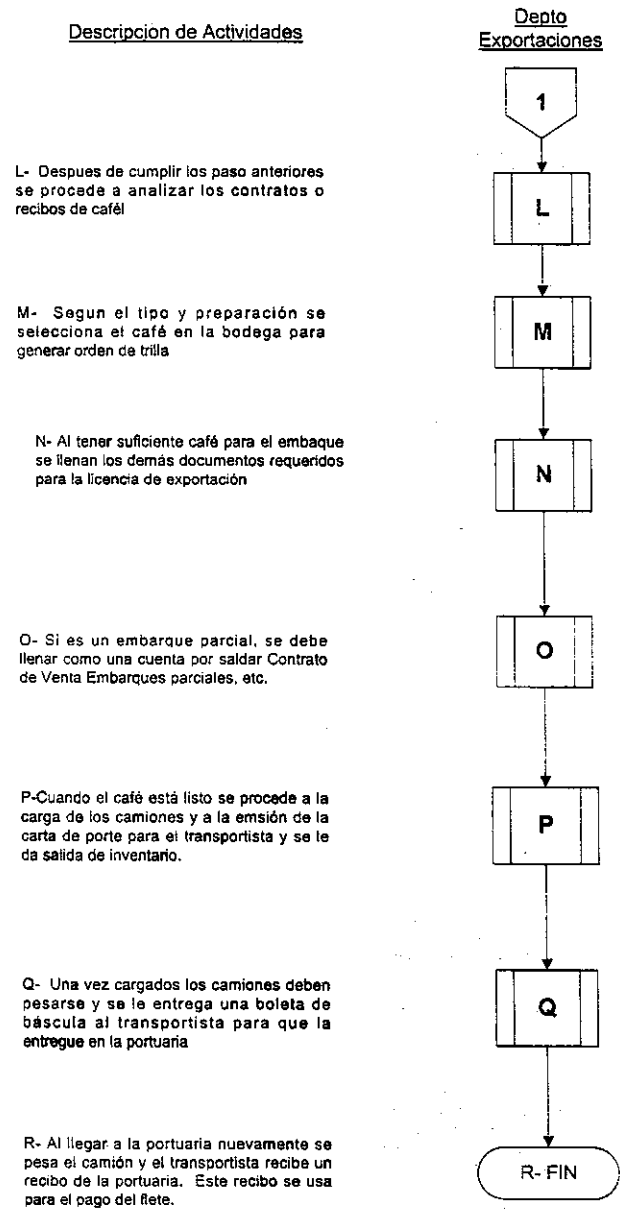 Descripcion de Actividades
Depto
Exportaciones
1
L- Despues de cumplir los paso anteriores
se procede a analizar los contratos o
recibos de cafél
L
M- Segun el tipo y preparación se
selecciona el café en la bodega para
generar orden de trilla
M
N- Al tener suficiente café para el embaque
se llenan los demás documentos requeridos
para la licencia de exportación
N
O- Si es un embarque parcial, se debe
llenar como una cuenta por saldar Contrato
de Venta Embarques parciales, etc.
O
P-Cuando el café está listo se procede a la
carga de los camiones y a la emsión de la
carta de porte para el transportista y se le
da salida de inventario.
P
Q- Una vez cargados los camiones deben
pesarse y se le entrega una boleta de
báscula al transportista para que la
entregue en la portuaria
Q
R- Al llegar a la portuaria nuevamente se
pesa el camión y el transportista recibe un
recibo de la portuaria. Este recibo se usa
para el pago del flete.
R- FIN